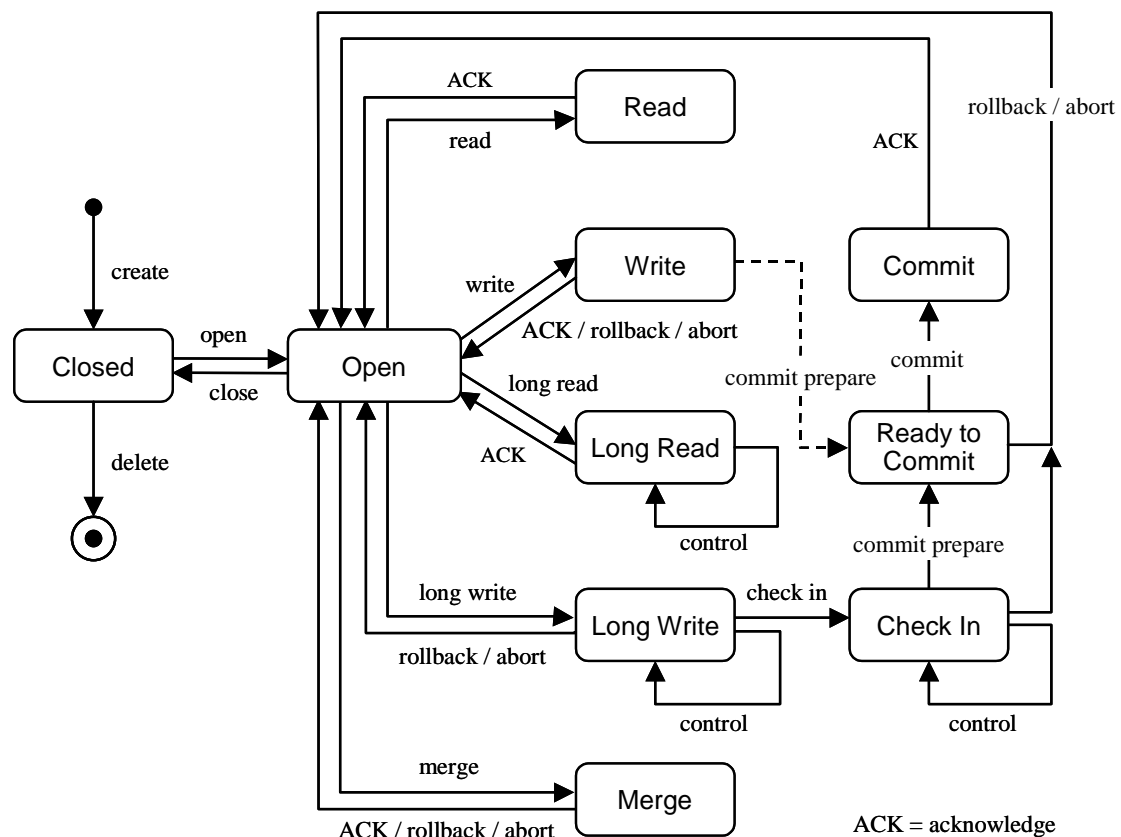 ACK
Read
rollback / abort
read
ACK
create
write
Write
Commit
open
ACK / rollback / abort
Closed
Open
commit
close
long read
commit prepare
delete
ACK
Long Read
Ready to
Commit
control
commit prepare
long write
check in
Long Write
Check In
rollback / abort
control
control
merge
Merge
ACK / rollback / abort
ACK = acknowledge